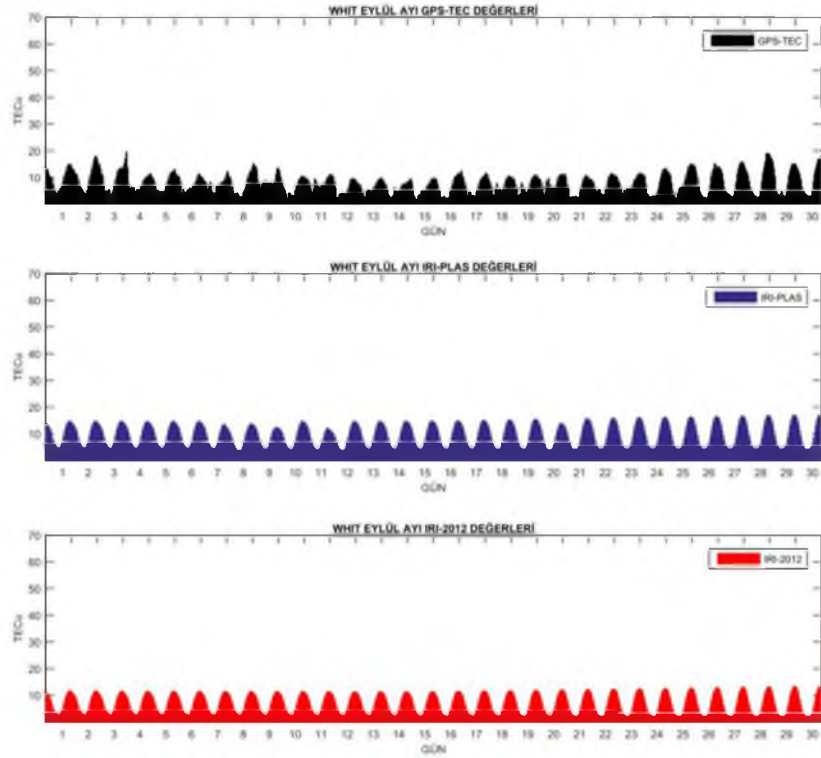 WHIT EYLÜL AYI GPS-TEC DEĞERLERİ
70
60
50
40
30
20
10
TECu
GPS-TEC
1 2 3 4 5 6 7 8 9 10 11 12 13 14 15 16 17 18 19 20 21 22 23 24 25 26 27 28 29 30
GÜN
WHIT EYLÜL AYI IRI-PLAS DEĞERLERİ
70
60
50
40
30
20
10
TECu
IRI-PLAS
1 2 3 4 5 6 7 8 9 10 11 12 13 14 15 16 17 18 19 20 21 22 23 24 25 26 27 28 29 30
GÜN
WHIT EYLÜL AYI IRI-2012 DEĞERLERİ
70
60
50
40
30
20
10
TECu
IRI-2012
1 2 3 4 5 6 7 8 9 10 11 12 13 14 15 16 17 18 19 20 21 22 23 24 25 26 27 28 29 30
GÜN